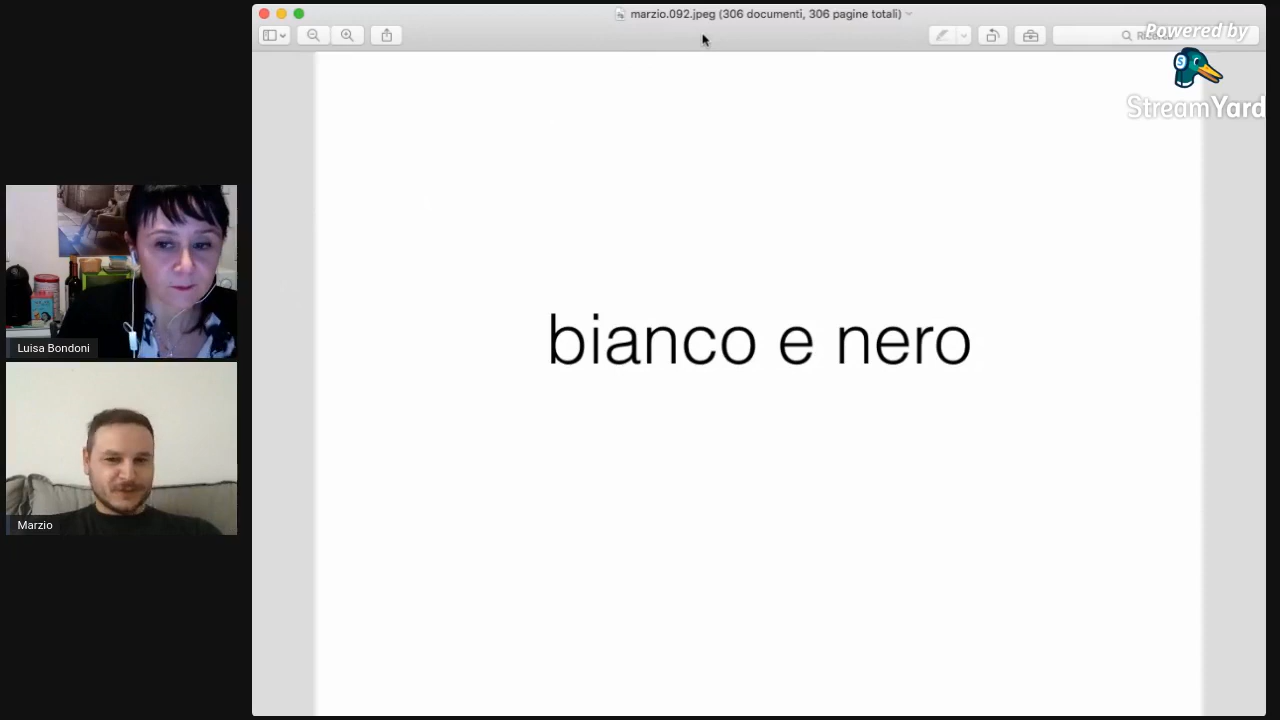 marzio.092.jpeg (306 documenti, 306 pagine totali)
Powered by
StreamYard
bianco e nero
Luisa Bondoni
Marzio